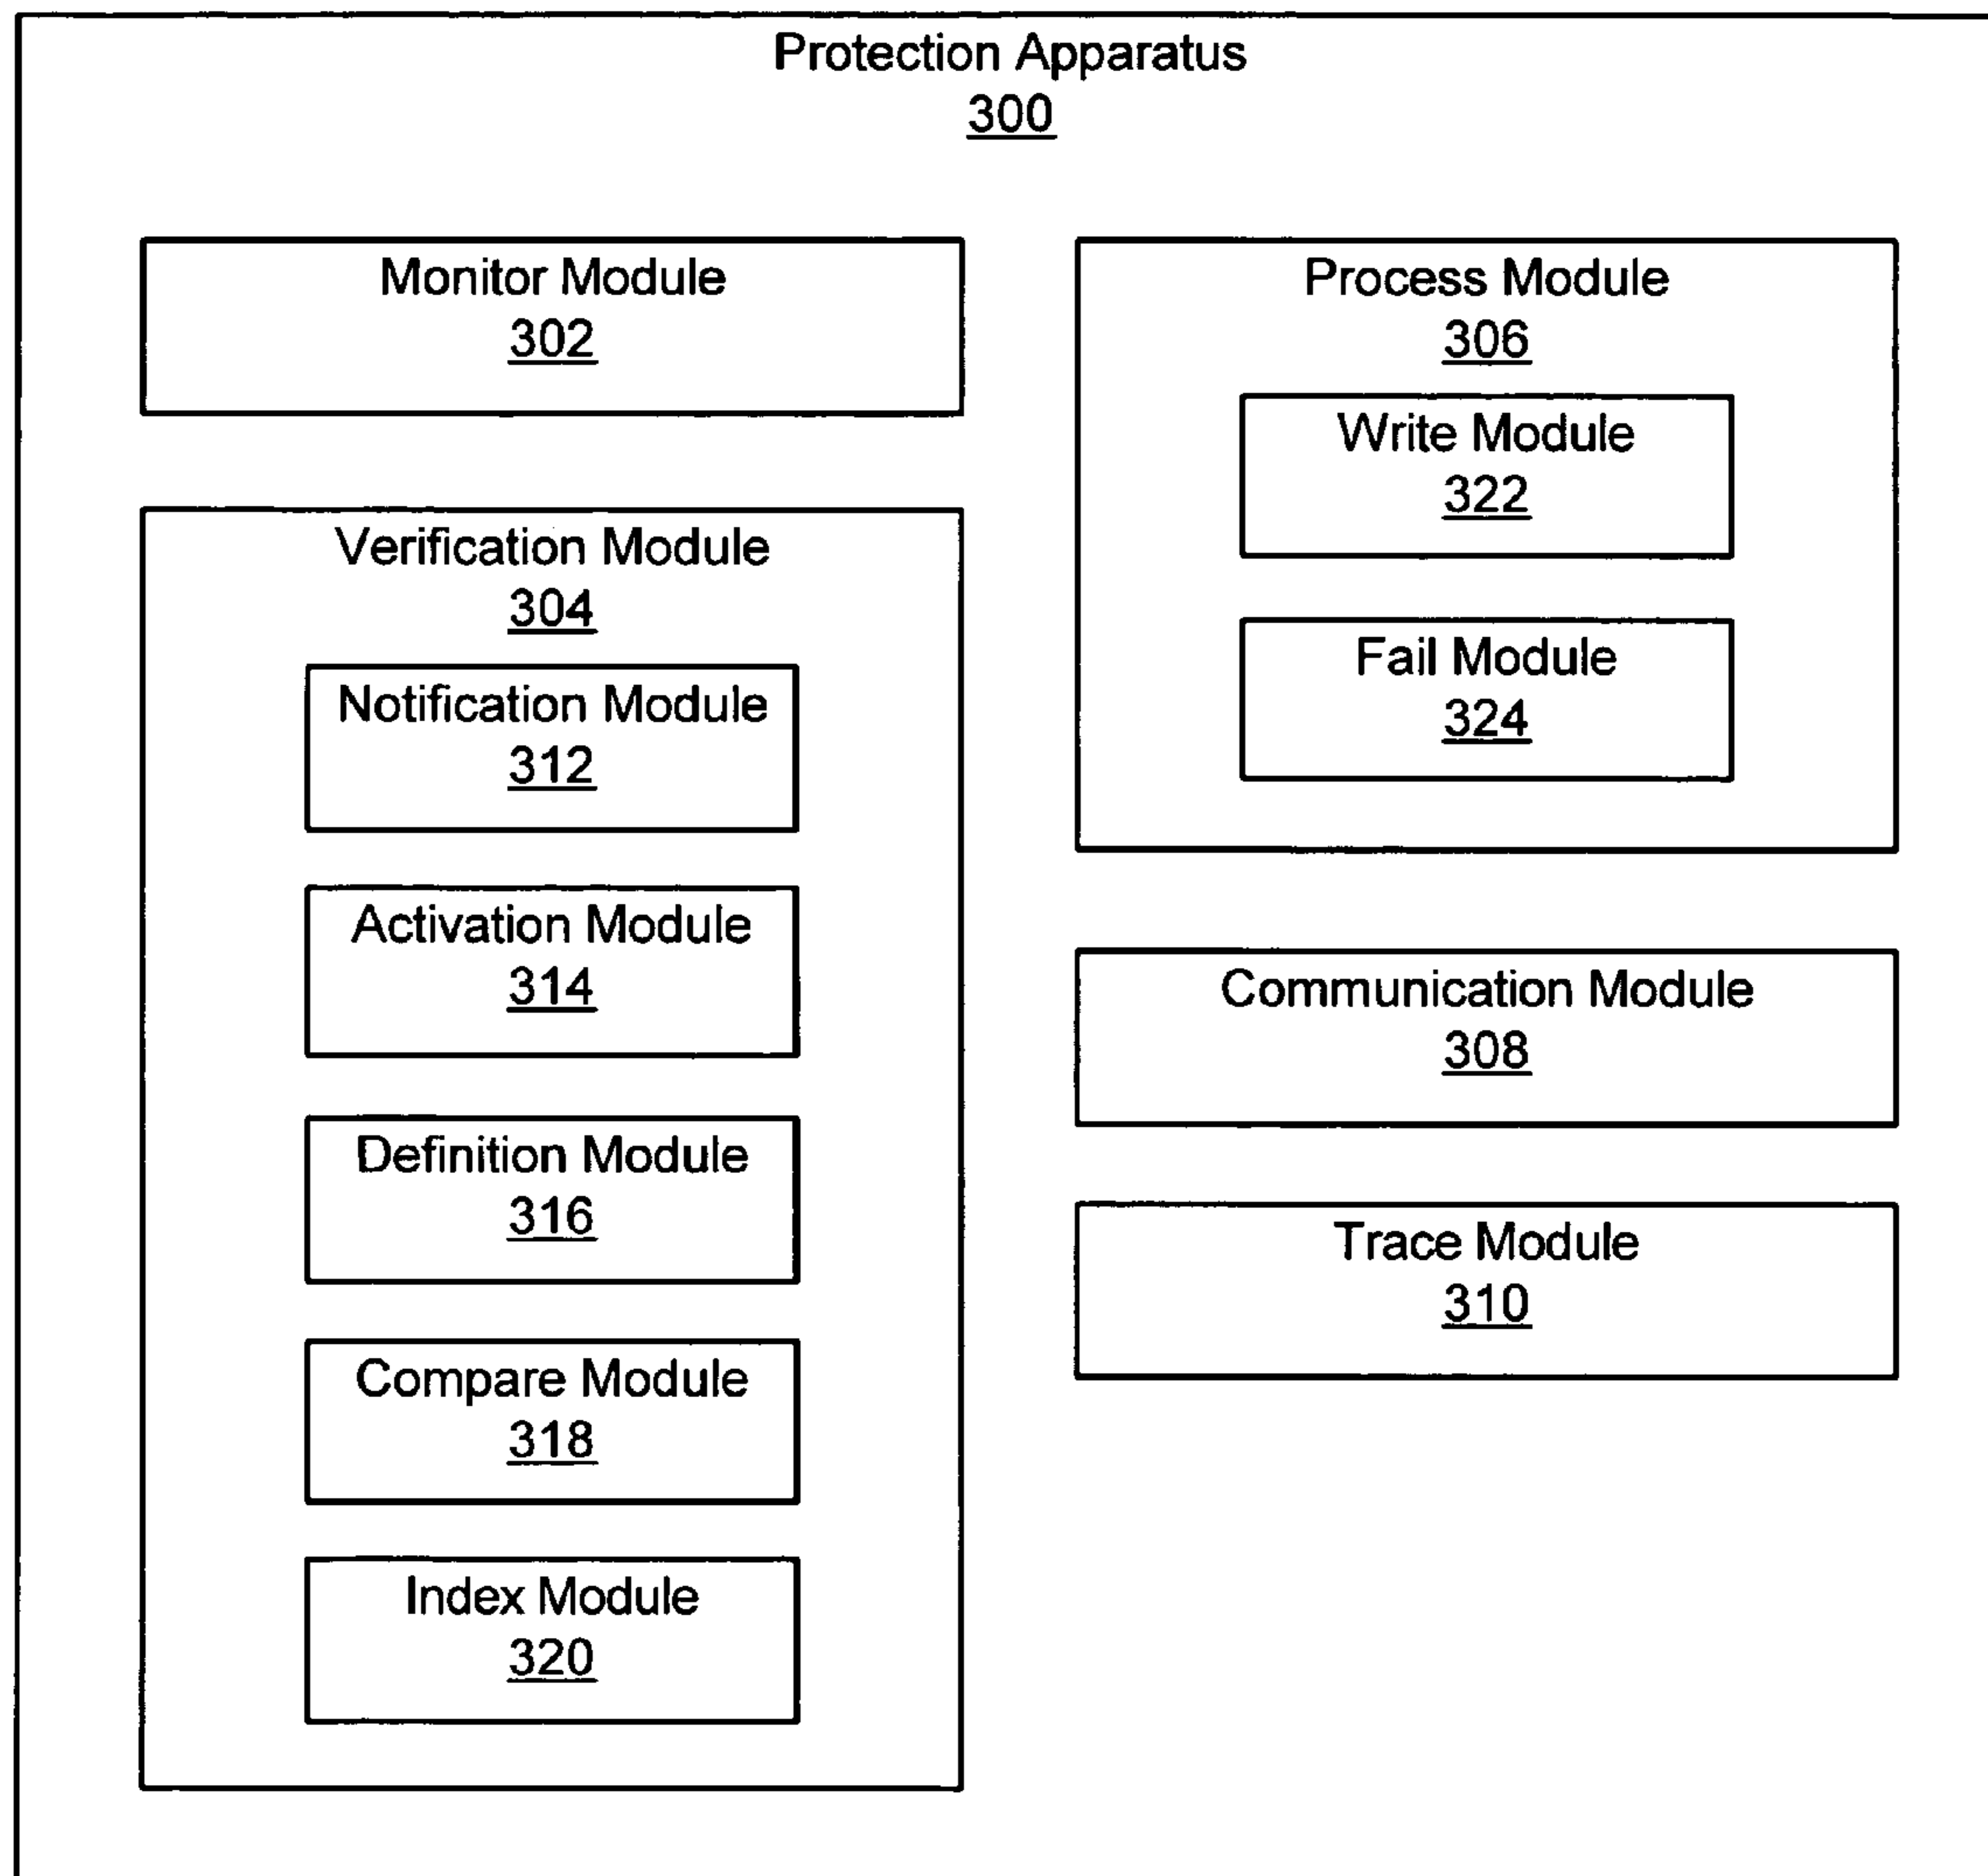 Protection Apparatus
300
Monitor Module
302
Verification Module
304
Notification Module
312
Activation Module
314
Definition Module
316
Compare Module
318
Index Module
320
Process Module
306
Write Module
322
Fail Module
324
Communication Module
308
Trace Module
310